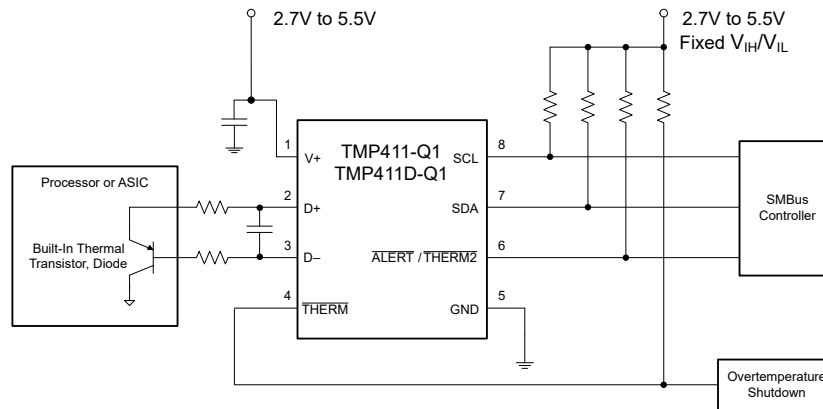 2.7V to 5.5V
2.7V to 5.5V
Fixed VIH/VIL
1
V+
TMP411-Q1
TMP411D-Q1
SCL
8
Processor or ASIC
Built-In Thermal
Transistor, Diode
2
D+
SDA
7
SMBus
Controller
3
D–
ALERT / THERM2
6
4
THERM
GND
5
Overtemperature
Shutdown